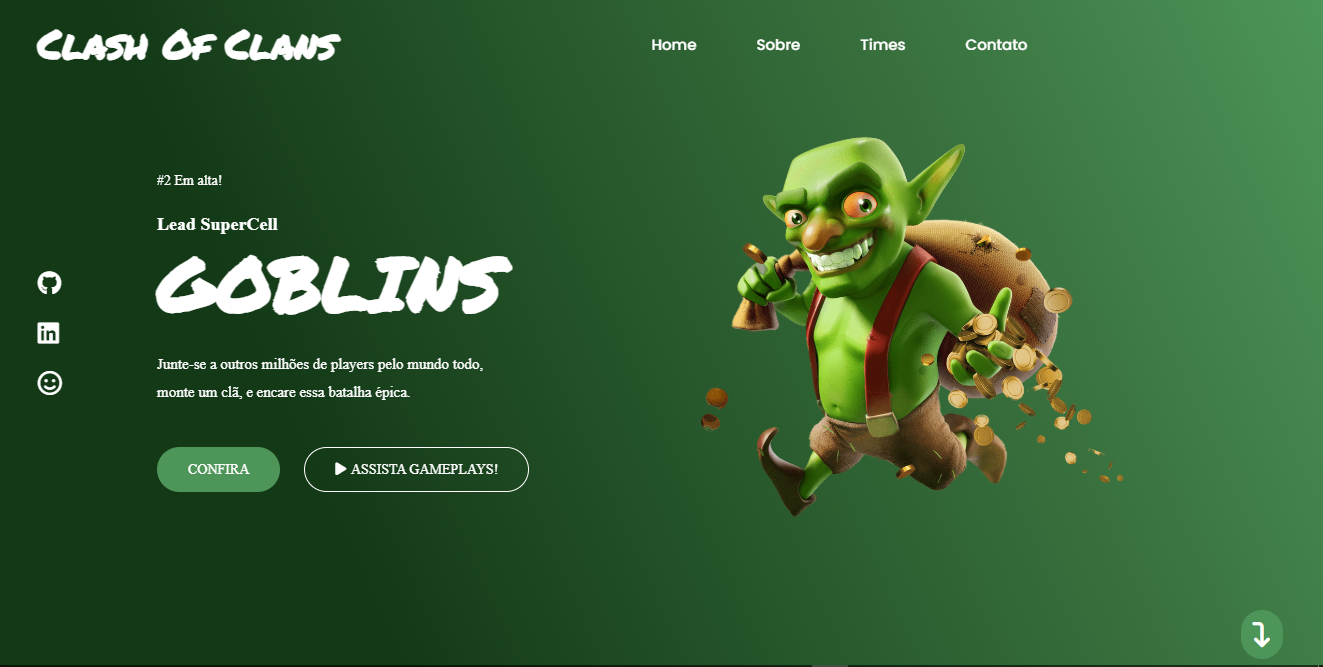 Clash Of Clans
Home Sobre Times Contato
#2 Em alta!
Lead SuperCell
GOBLINS
Junte-se a outros milhões de players pelo mundo todo,
monte um clã, e encare essa batalha épica.
CONFIRA
ASSISTA GAMEPLAYS!